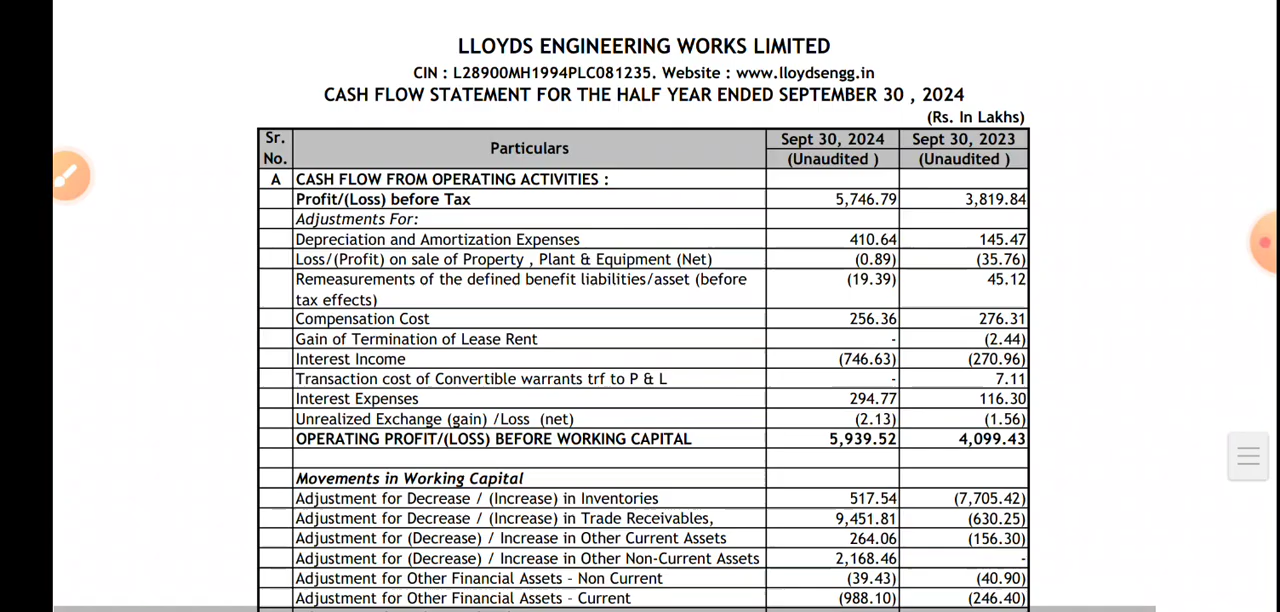 LLOYDS ENGINEERING WORKS LIMITED
CIN : L28900MH1994PLC081235. Website : www.lloydsengg.in
CASH FLOW STATEMENT FOR THE HALF YEAR ENDED SEPTEMBER 30 , 2024
(Rs. In Lakhs)
Sr. No. Particulars Sept 30, 2024 (Unaudited ) Sept 30, 2023 (Unaudited )
A CASH FLOW FROM OPERATING ACTIVITIES :
Profit/(Loss) before Tax 5,746.79 3,819.84
Adjustments For:
Depreciation and Amortization Expenses 410.64 145.47
Loss/(Profit) on sale of Property , Plant & Equipment (Net) (0.89) (35.76)
Remeasurements of the defined benefit liabilities/asset (before (19.39) 45.12
tax effects)
Compensation Cost 256.36 276.31
Gain of Termination of Lease Rent - (2.44)
Interest Income (746.63) (270.96)
Transaction cost of Convertible warrants trf to P & L - 7.11
Interest Expenses 294.77 116.30
Unrealized Exchange (gain) /Loss (net) (2.13) (1.56)
OPERATING PROFIT/(LOSS) BEFORE WORKING CAPITAL 5,939.52 4,099.43
Movements in Working Capital
Adjustment for Decrease / (Increase) in Inventories 517.54 (7,705.42)
Adjustment for Decrease / (Increase) in Trade Receivables, 9,451.81 (630.25)
Adjustment for (Decrease) / Increase in Other Current Assets 264.06 (156.30)
Adjustment for (Decrease) / Increase in Other Non-Current Assets 2,168.46 -
Adjustment for Other Financial Assets - Non Current (39.43) (40.90)
Adjustment for Other Financial Assets - Current (988.10) (246.40)